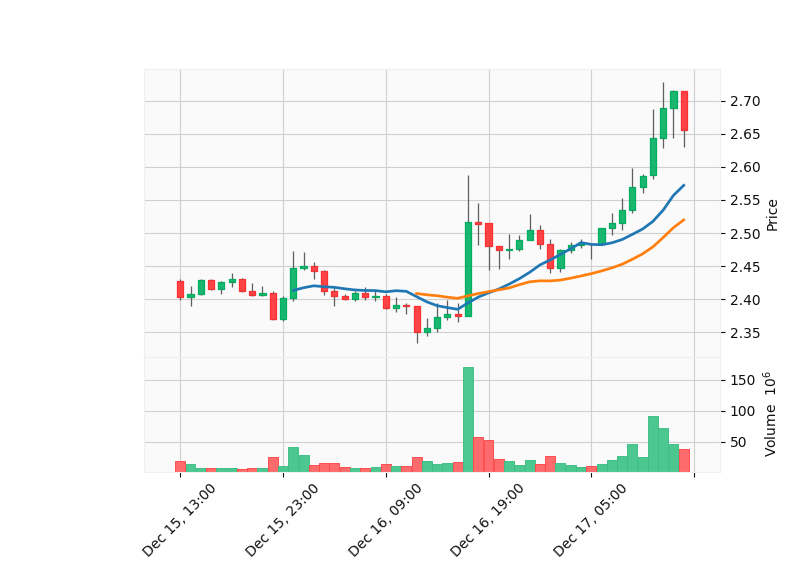 2.70
2.65
2.60
2.55
2.50
2.45
2.40
2.35
Price
150
100
50
Volume 10^6
Dec 15, 13:00
Dec 15, 23:00
Dec 16, 09:00
Dec 16, 19:00
Dec 17, 05:00